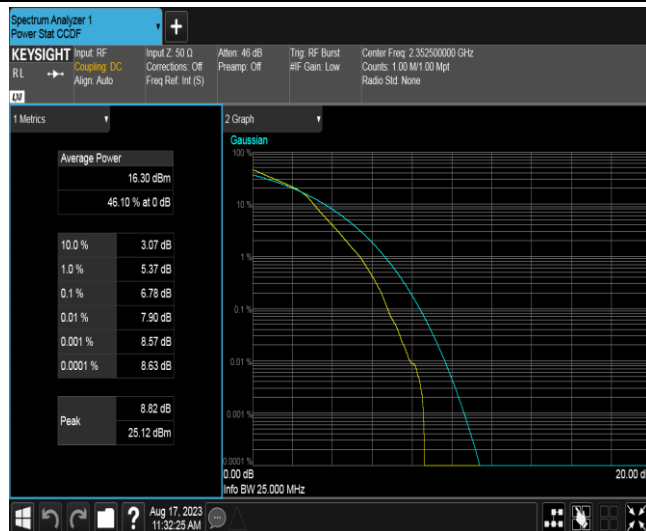 Spectrum Analyzer 1
Power Stat CCDF
+
KEYSIGHT
RL
Input: RF
Coupling: DC
Align: Auto
Input Z: 50 Ω
Corrections: Off
Freq Ref: Int (S)
Atten: 46 dB
Preamp: Off
Trig: RF Burst
#IF Gain: Low
Center Freq: 2.352500000 GHz
Counts: 1.00 M/1.00 Mpt
Radio Std: None
1 Metrics
Average Power
16.30 dBm
46.10 % at 0 dB
10.0 % 3.07 dB
1.0 % 5.37 dB
0.1 % 6.78 dB
0.01 % 7.90 dB
0.001 % 8.57 dB
0.0001 % 8.63 dB
Peak
8.82 dB
25.12 dBm
2 Graph
Gaussian
100 %
10 %
1 %
0.1 %
0.01 %
0.001 %
0.0001 %
0.00 dB
20.00 d
Info BW 25.000 MHz
?
Aug 17, 2023
11:32:25 AM